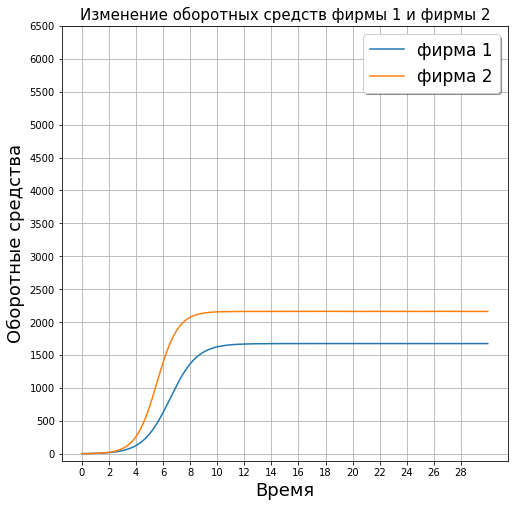 Изменение оборотных средств фирмы 1 и фирмы 2
фирма 1
фирма 2
Оборотные средства
6500
6000
5500
5000
4500
4000
3500
3000
2500
2000
1500
1000
500
0
0 2 4 6 8 10 12 14 16 18 20 22 24 26 28
Время